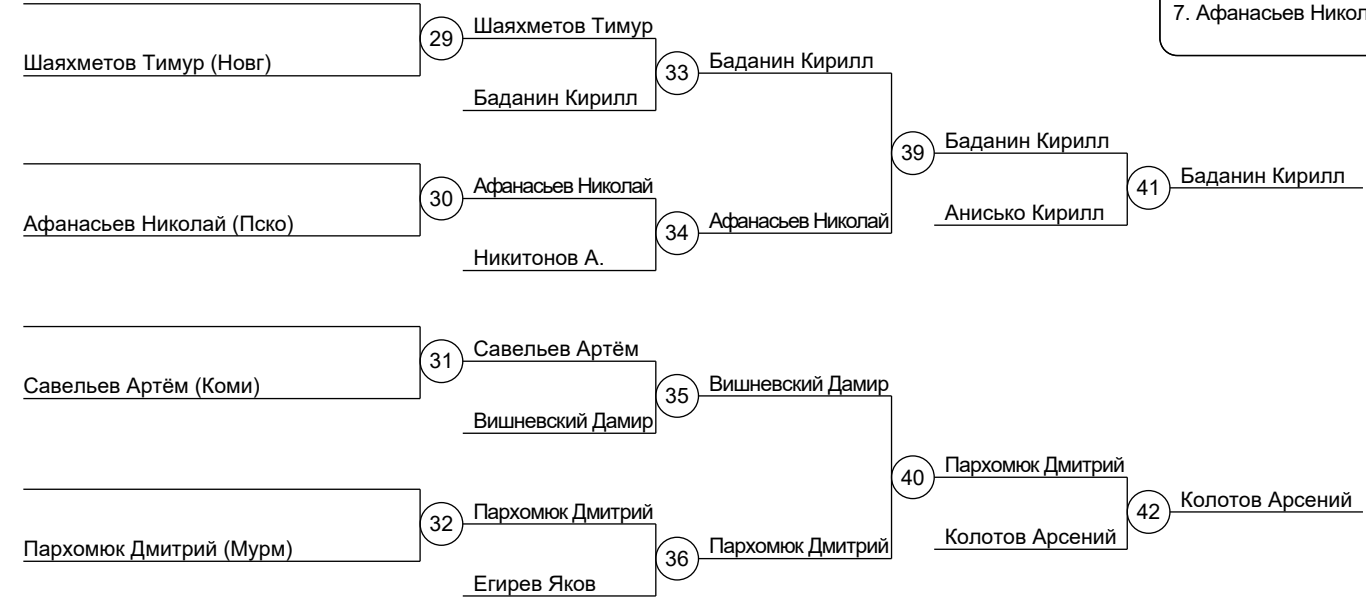 7. Афанасьев Никол
29
Шаяхметов Тимур
Шаяхметов Тимур (Новг)
33
Баданин Кирилл
Баданин Кирилл
39
Баданин Кирилл
41
Баданин Кирилл
30
Афанасьев Николай
Афанасьев Николай (Пско)
34
Афанасьев Николай
Анисько Кирилл
Никитонов А.
31
Савельев Артём
Савельев Артём (Коми)
35
Вишневский Дамир
Вишневский Дамир
40
Пархомюк Дмитрий
42
Колотов Арсений
32
Пархомюк Дмитрий
Пархомюк Дмитрий (Мурм)
36
Пархомюк Дмитрий
Колотов Арсений
Егирев Яков